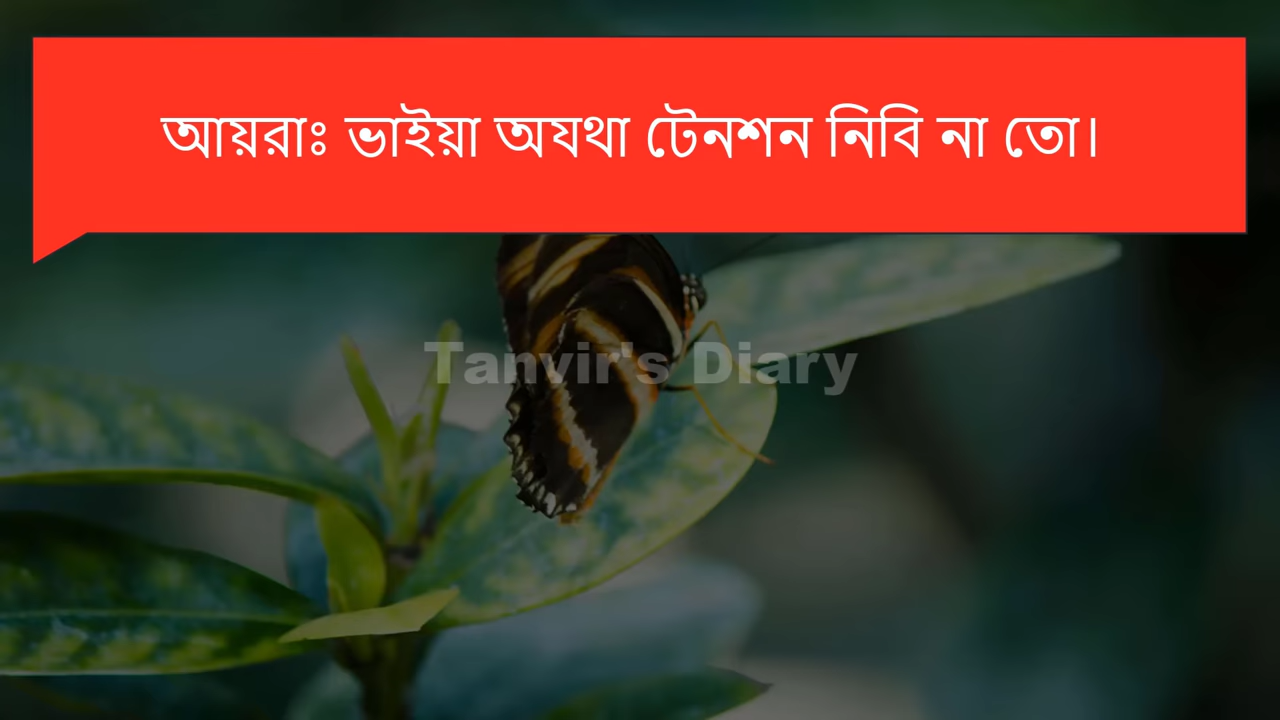 আয়রাঃ ভাইয়া অযথা টেনশন নিবি না তো।
Tanvir's Diary